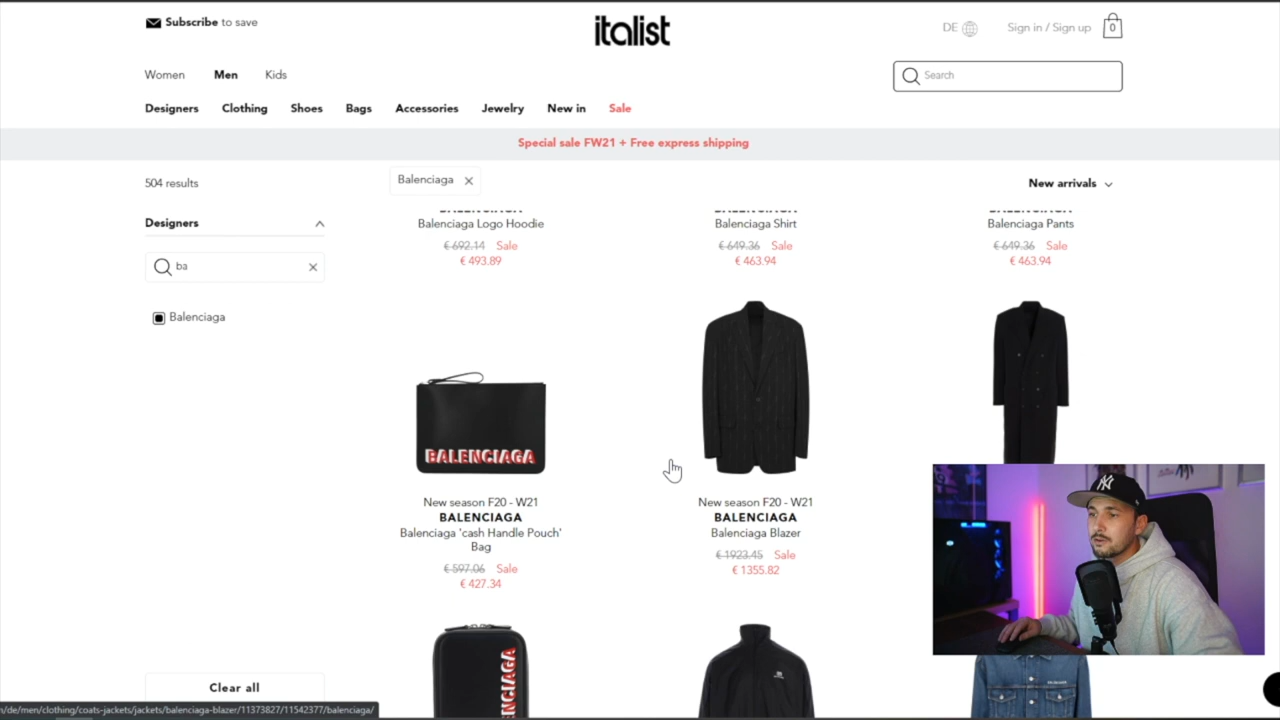 Subscribe to save
italist
DE
Sign in / Sign up
0
Women Men Kids
Search
Designers Clothing Shoes Bags Accessories Jewelry New in Sale
Special sale FW21 + Free express shipping
504 results
Balenciaga
New arrivals
Designers
ba
Balenciaga
BALENCIAGA
Balenciaga Logo Hoodie
€ 692.14 Sale
€ 493.89
BALENCIAGA
Balenciaga Shirt
€ 649.36 Sale
€ 463.94
BALENCIAGA
Balenciaga Pants
€ 649.36 Sale
€ 463.94
BALENCIAGA
New season F20 - W21
BALENCIAGA
Balenciaga 'cash Handle Pouch'
Bag
€ 597.06 Sale
€ 427.34
New season F20 - W21
BALENCIAGA
Balenciaga Blazer
€ 1923.45 Sale
€ 1355.82
NY
Clear all
n/de/men/clothing/coats-jackets/jackets/balenciaga-blazer/11373827/11542377/balenciaga/